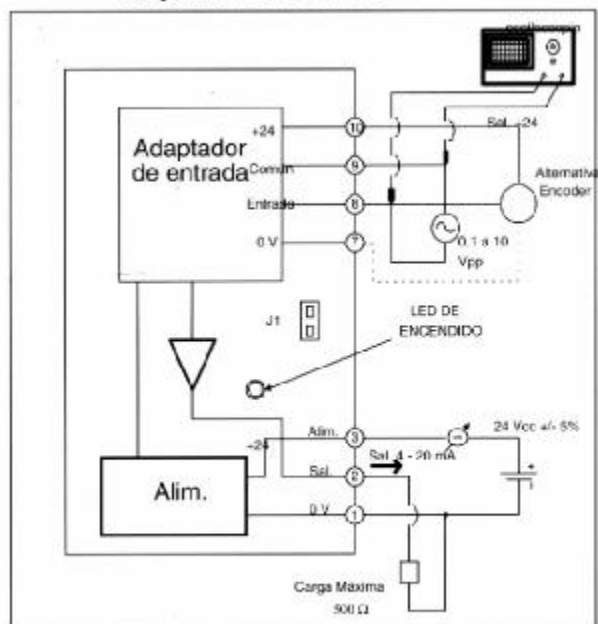 +24
10
Sal. +24
Adaptador
de entrada
Comun
9
Alternativa
Encoder
Entrada
8
0 V
7
0,1 a 10
Vpp
J1
LED DE
ENCENDIDO
Alim.
3
24 Vcc +/- 5%
+24
Sal. 4 - 20 mA
Alim.
Sal.
2
0 V
1
Carga Máxima
500 Ω